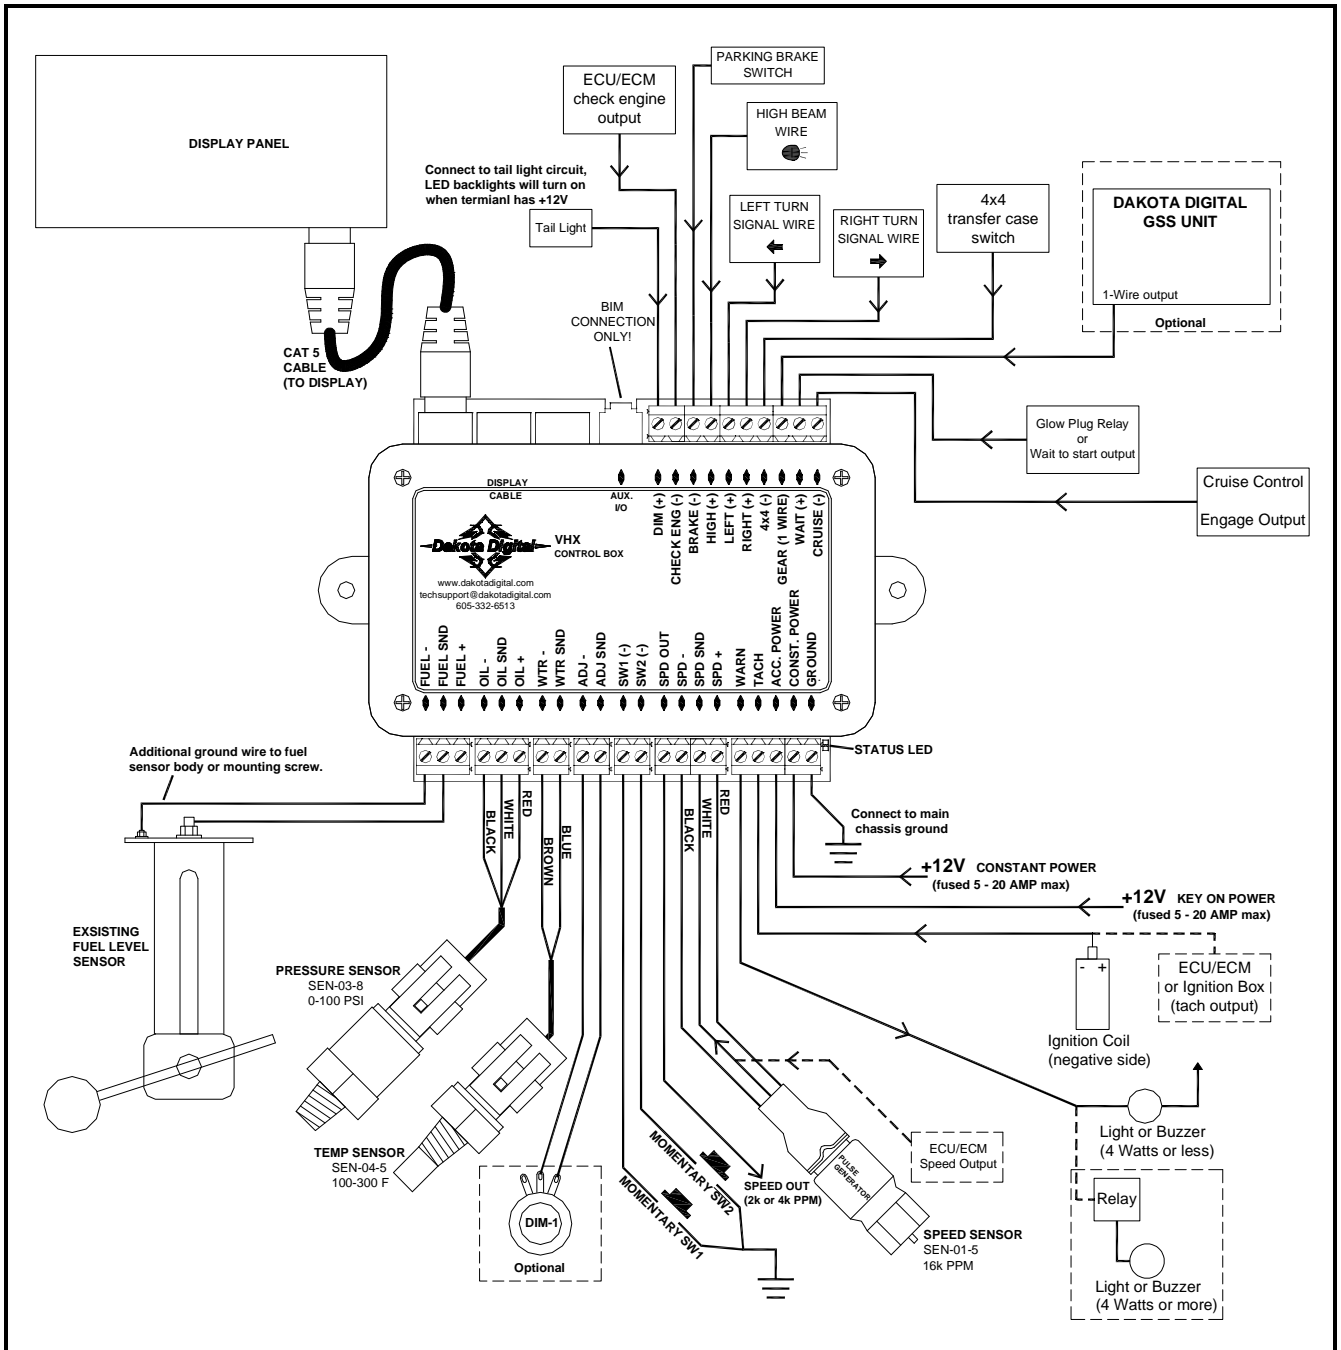 PARKING BRAKE
SWITCH
ECU/ECM
check engine
output
HIGH BEAM
WIRE
DISPLAY PANEL
Connect to tail light circuit,
LED backlights will turn on
when termianl has +12V
Tail Light
LEFT TURN
SIGNAL WIRE
RIGHT TURN
SIGNAL WIRE
4x4
transfer case
switch
DAKOTA DIGITAL
GSS UNIT
1-Wire output
Optional
BIM
CONNECTION
ONLY!
CAT 5
CABLE
(TO DISPLAY)
Glow Plug Relay
or
Wait to start output
Cruise Control
Engage Output
DISPLAY
CABLE
AUX.
I/O
DIM (+)
CHECK ENG (-)
BRAKE (-)
HIGH (+)
LEFT (+)
RIGHT (+)
4x4 (-)
GEAR (1 WIRE)
WAIT (+)
CRUISE (-)
Dakota Digital
VHX
CONTROL BOX
www.dakotadigital.com
techsupport@dakotadigital.com
605-332-6513
FUEL -
FUEL SND
FUEL +
OIL -
OIL SND
OIL +
WTR -
WTR SND
ADJ -
ADJ SND
SW1 (-)
SW2 (-)
SPD OUT
SPD -
SPD SND
SPD +
WARN
TACH
ACC. POWER
CONST. POWER
GROUND
STATUS LED
Additional ground wire to fuel
sensor body or mounting screw.
BLACK
WHITE
RED
BROWN
BLUE
BLACK
WHITE
RED
Connect to main
chassis ground
+12V CONSTANT POWER
(fused 5 - 20 AMP max)
+12V KEY ON POWER
(fused 5 - 20 AMP max)
EXSISTING
FUEL LEVEL
SENSOR
PRESSURE SENSOR
SEN-03-8
0-100 PSI
- +
Ignition Coil
(negative side)
ECU/ECM
or Ignition Box
(tach output)
TEMP SENSOR
SEN-04-5
100-300 F
DIM-1
Optional
MOMENTARY SW2
MOMENTARY SW1
SPEED OUT
(2k or 4k PPM)
PULSE
GENERATOR
ECU/ECM
Speed Output
SPEED SENSOR
SEN-01-5
16k PPM
Light or Buzzer
(4 Watts or less)
Relay
Light or Buzzer
(4 Watts or more)